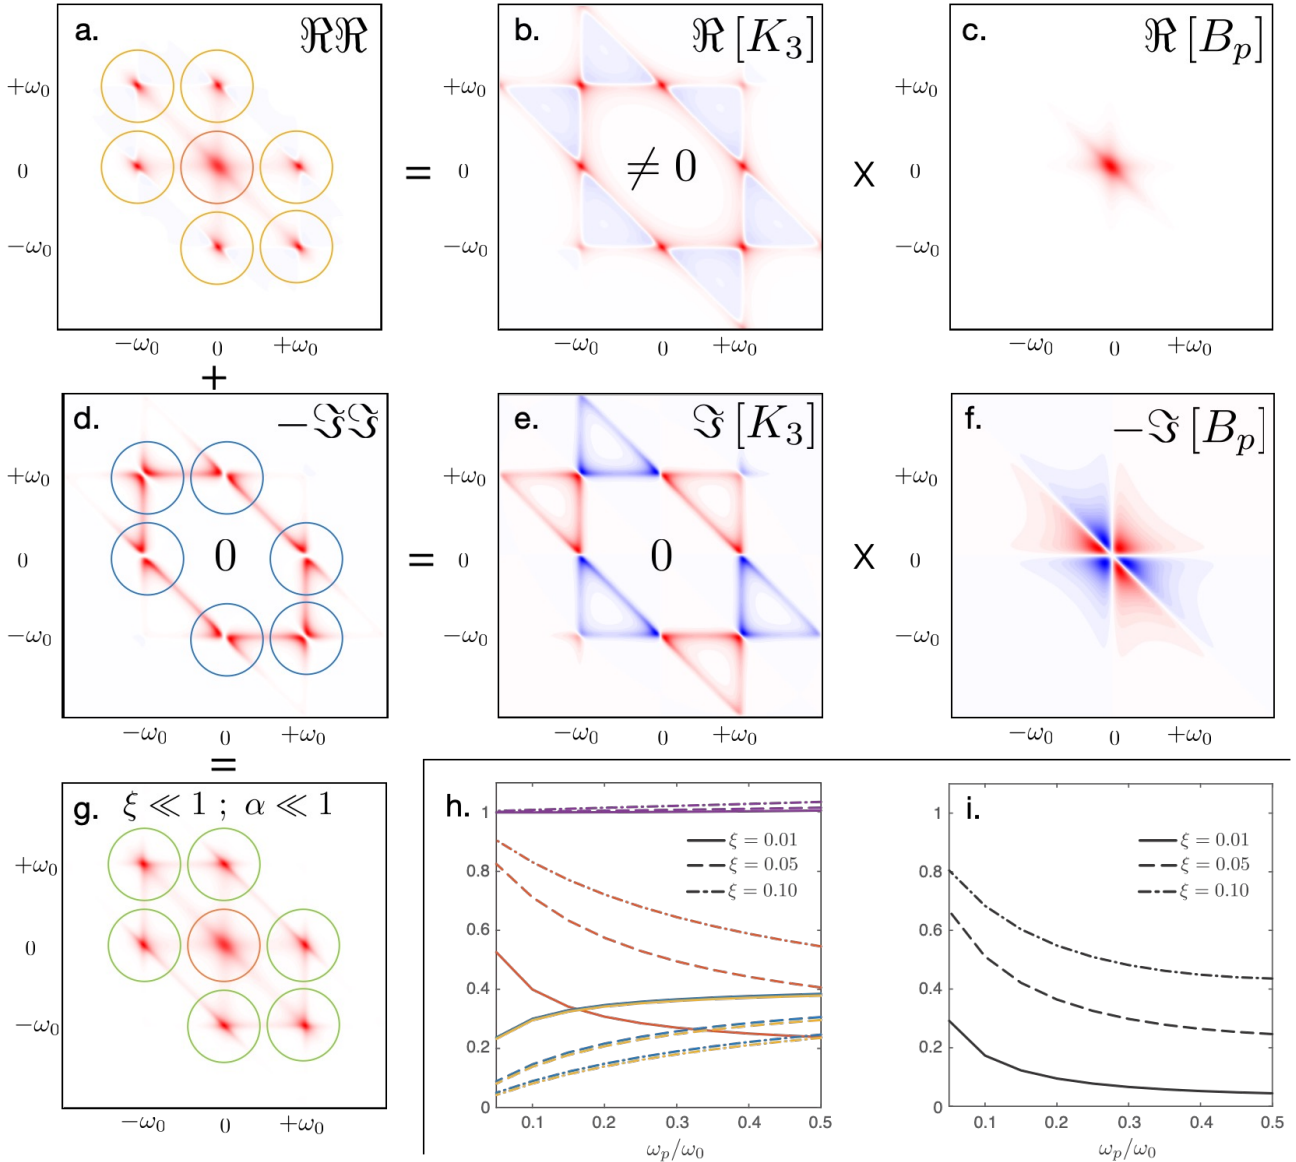 a. ℜℜ
b. ℜ [K₃]
c. ℜ [Bₚ]
+ω₀
0
−ω₀
=
+ω₀
0
−ω₀
≠ 0
X
+ω₀
0
−ω₀
−ω₀ 0 +ω₀
−ω₀ 0 +ω₀
−ω₀ 0 +ω₀
+
d. −ℑℑ
e. ℑ [K₃]
f. −ℑ [Bₚ]
+ω₀
0
−ω₀
0
=
+ω₀
0
−ω₀
0
X
+ω₀
0
−ω₀
−ω₀ 0 +ω₀
−ω₀ 0 +ω₀
−ω₀ 0 +ω₀
=
g. ξ ≪ 1 ; α ≪ 1
+ω₀
0
−ω₀
−ω₀ 0 +ω₀
h.
1
0.8
0.6
0.4
0.2
0
ξ = 0.01
ξ = 0.05
ξ = 0.10
0.1 0.2 0.3 0.4 0.5
ωₚ/ω₀
i.
1
0.8
0.6
0.4
0.2
0
ξ = 0.01
ξ = 0.05
ξ = 0.10
0.1 0.2 0.3 0.4 0.5
ωₚ/ω₀